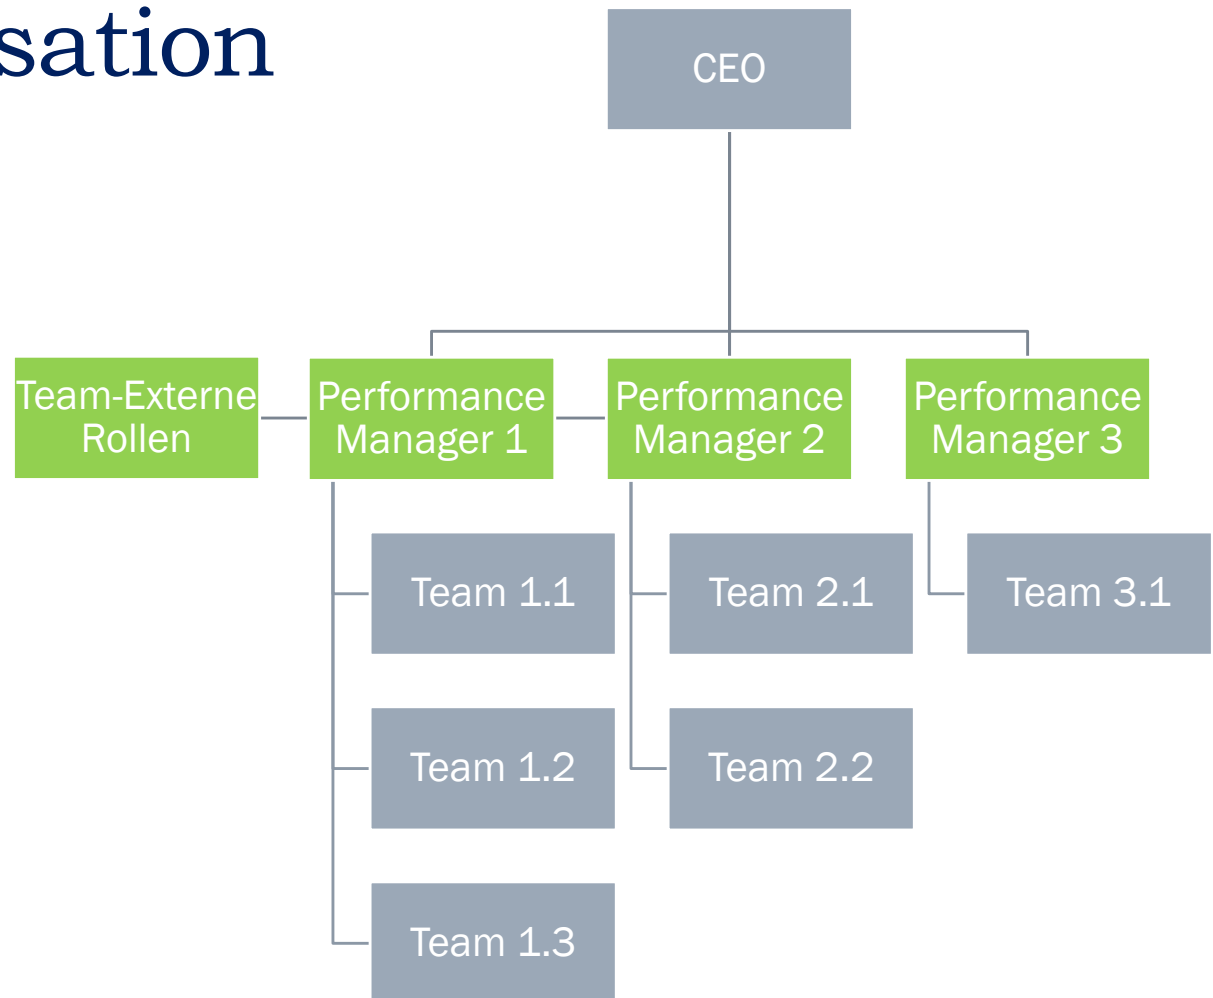 sation
CEO
Team-Externe
Rollen
Performance
Manager 1
Performance
Manager 2
Performance
Manager 3
Team 1.1
Team 2.1
Team 3.1
Team 1.2
Team 2.2
Team 1.3